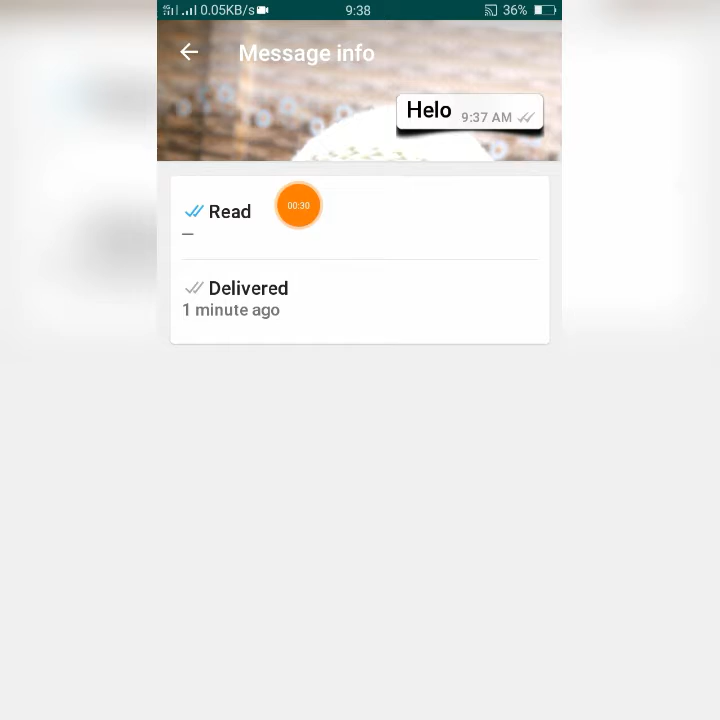 0.05KB/s 9:38 36%
Message info
Helo 9:37 AM
Read
00:30
—
Delivered
1 minute ago